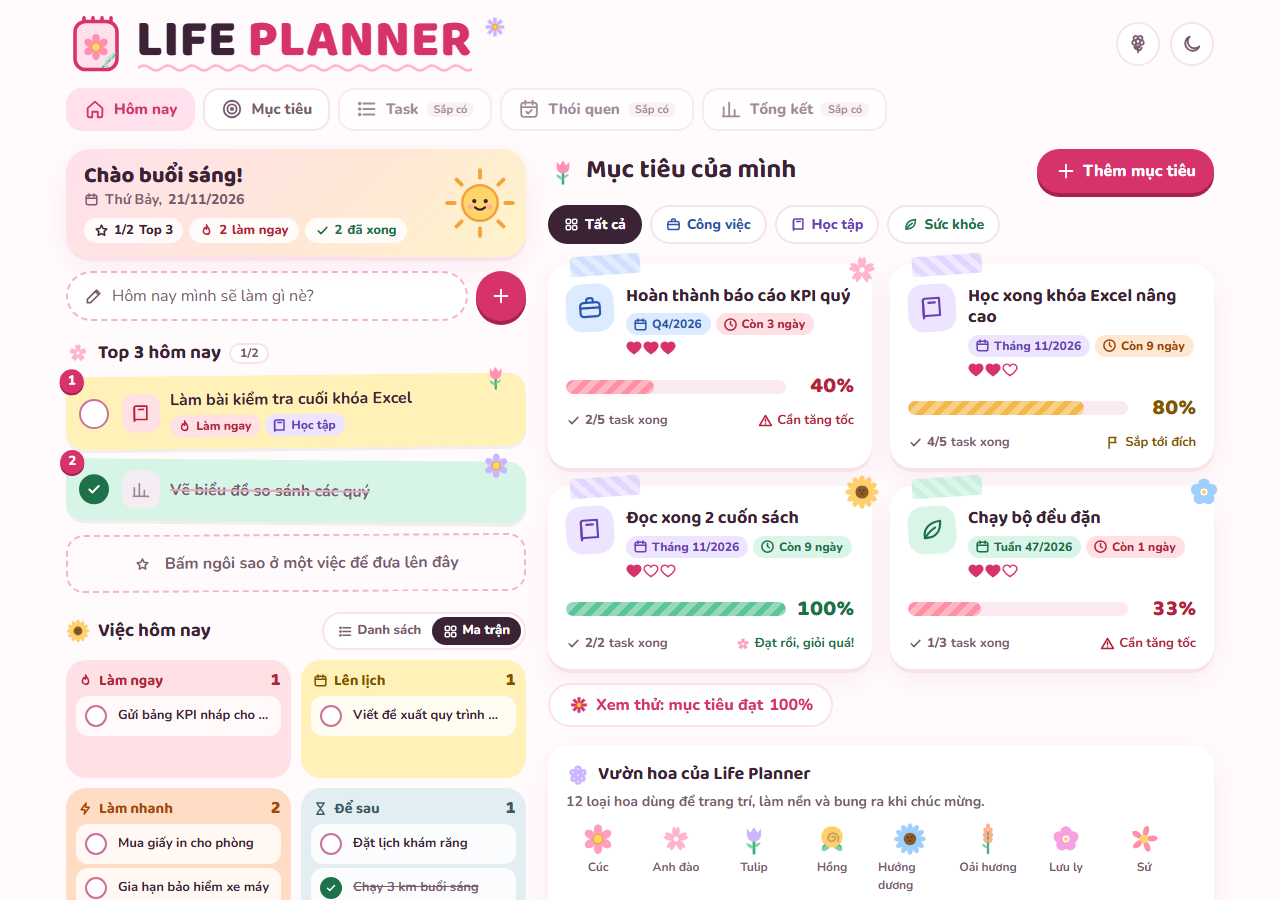 LIFE PLANNER
Hôm nay
Mục tiêu
Task Sắp có
Thói quen Sắp có
Tổng kết Sắp có
Chào buổi sáng!
Thứ Bảy, 21/11/2026
1/2 Top 3
2 làm ngay
2 đã xong
Hôm nay mình sẽ làm gì nè?
Top 3 hôm nay 1/2
1
Làm bài kiểm tra cuối khóa Excel
Làm ngay Học tập
2
Vẽ biểu đồ so sánh các quý
Bấm ngôi sao ở một việc để đưa lên đây
Việc hôm nay
Danh sách Ma trận
Làm ngay 1
Gửi bảng KPI nháp cho ...
Lên lịch 1
Viết đề xuất quy trình ...
Làm nhanh 2
Mua giấy in cho phòng
Gia hạn bảo hiểm xe máy
Để sau 1
Đặt lịch khám răng
Chạy 3 km buổi sáng
Mục tiêu của mình
Thêm mục tiêu
Tất cả
Công việc
Học tập
Sức khỏe
Hoàn thành báo cáo KPI quý
Q4/2026 Còn 3 ngày
40%
2/5 task xong Cần tăng tốc
Học xong khóa Excel nâng
cao
Tháng 11/2026 Còn 9 ngày
80%
4/5 task xong Sắp tới đích
Đọc xong 2 cuốn sách
Tháng 11/2026 Còn 9 ngày
100%
2/2 task xong Đạt rồi, giỏi quá!
Chạy bộ đều đặn
Tuần 47/2026 Còn 1 ngày
33%
1/3 task xong Cần tăng tốc
Xem thử: mục tiêu đạt 100%
Vườn hoa của Life Planner
12 loại hoa dùng để trang trí, làm nền và bung ra khi chúc mừng.
Cúc
Anh đào
Tulip
Hồng
Hướng
dương
Oải hương
Lưu ly
Sứ